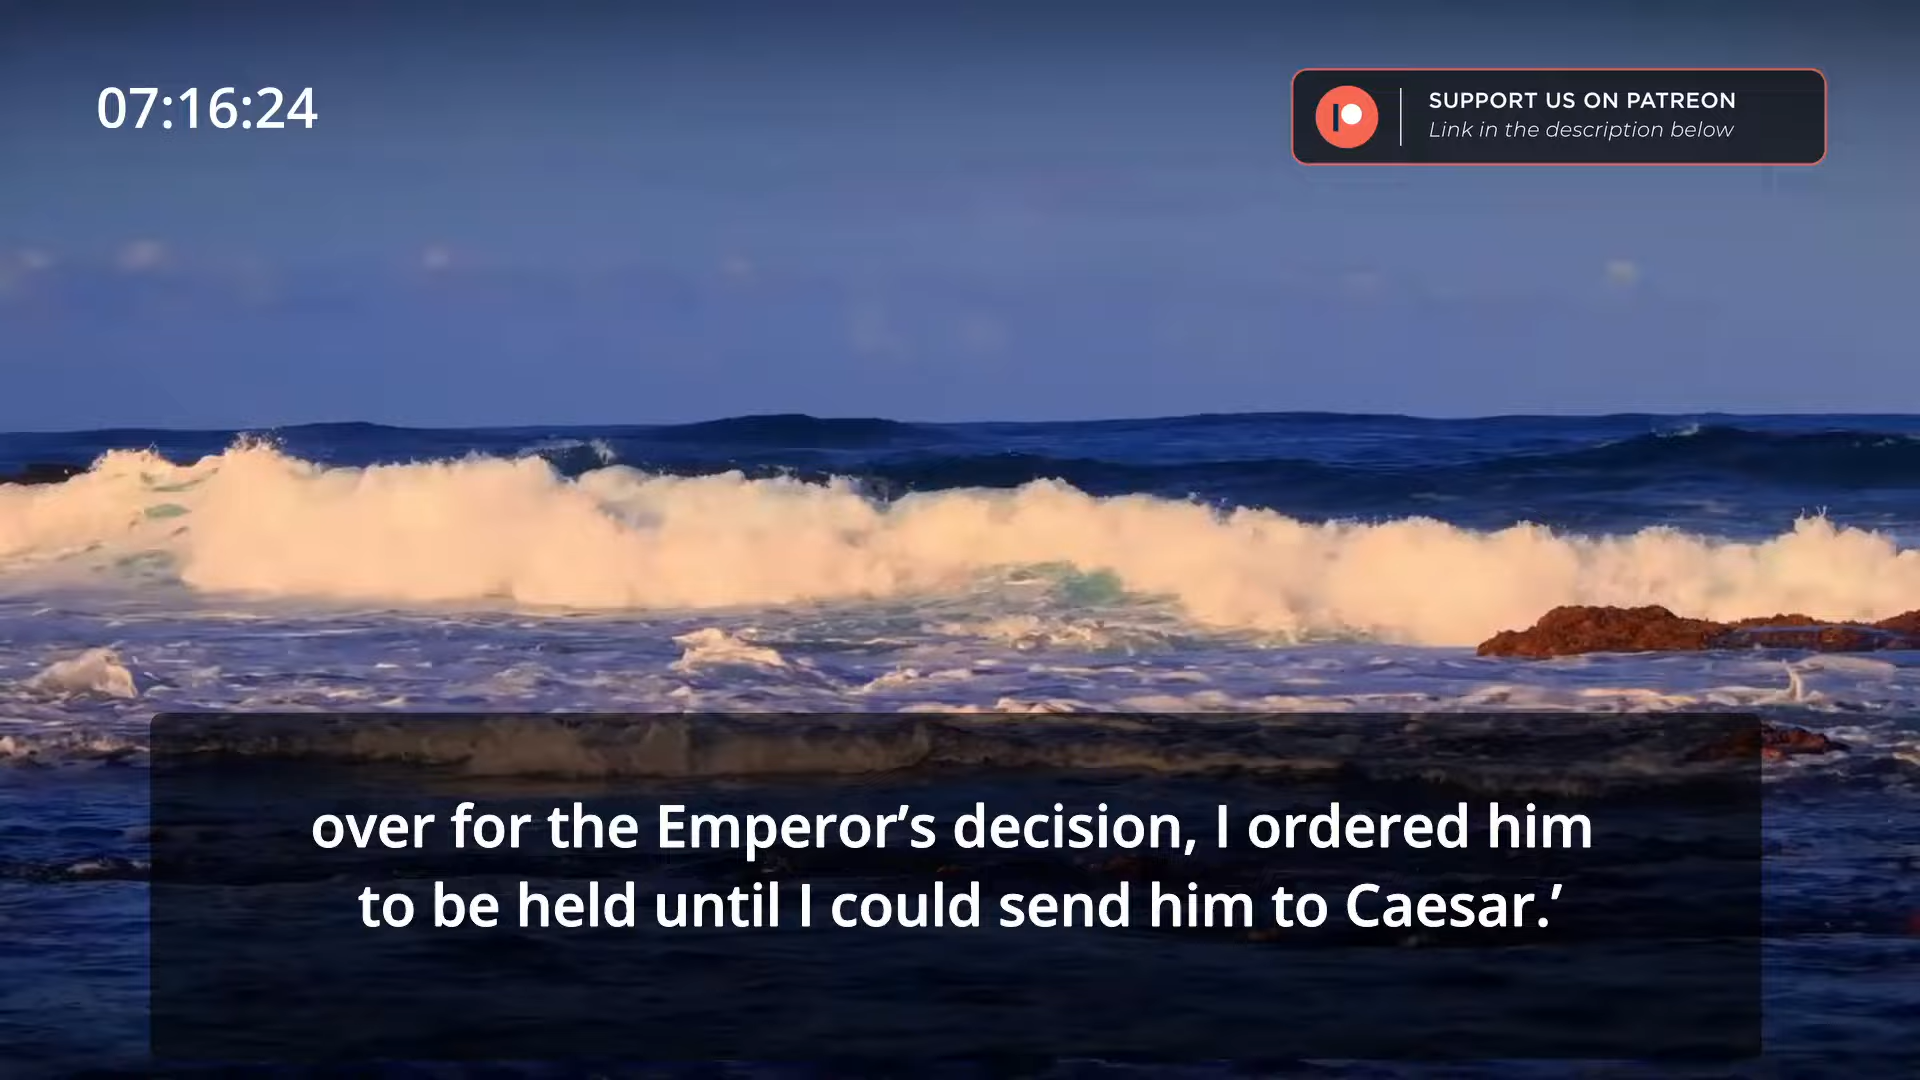 07:16:24
SUPPORT US ON PATREON
Link in the description below
over for the Emperor’s decision, I ordered him
to be held until I could send him to Caesar.’